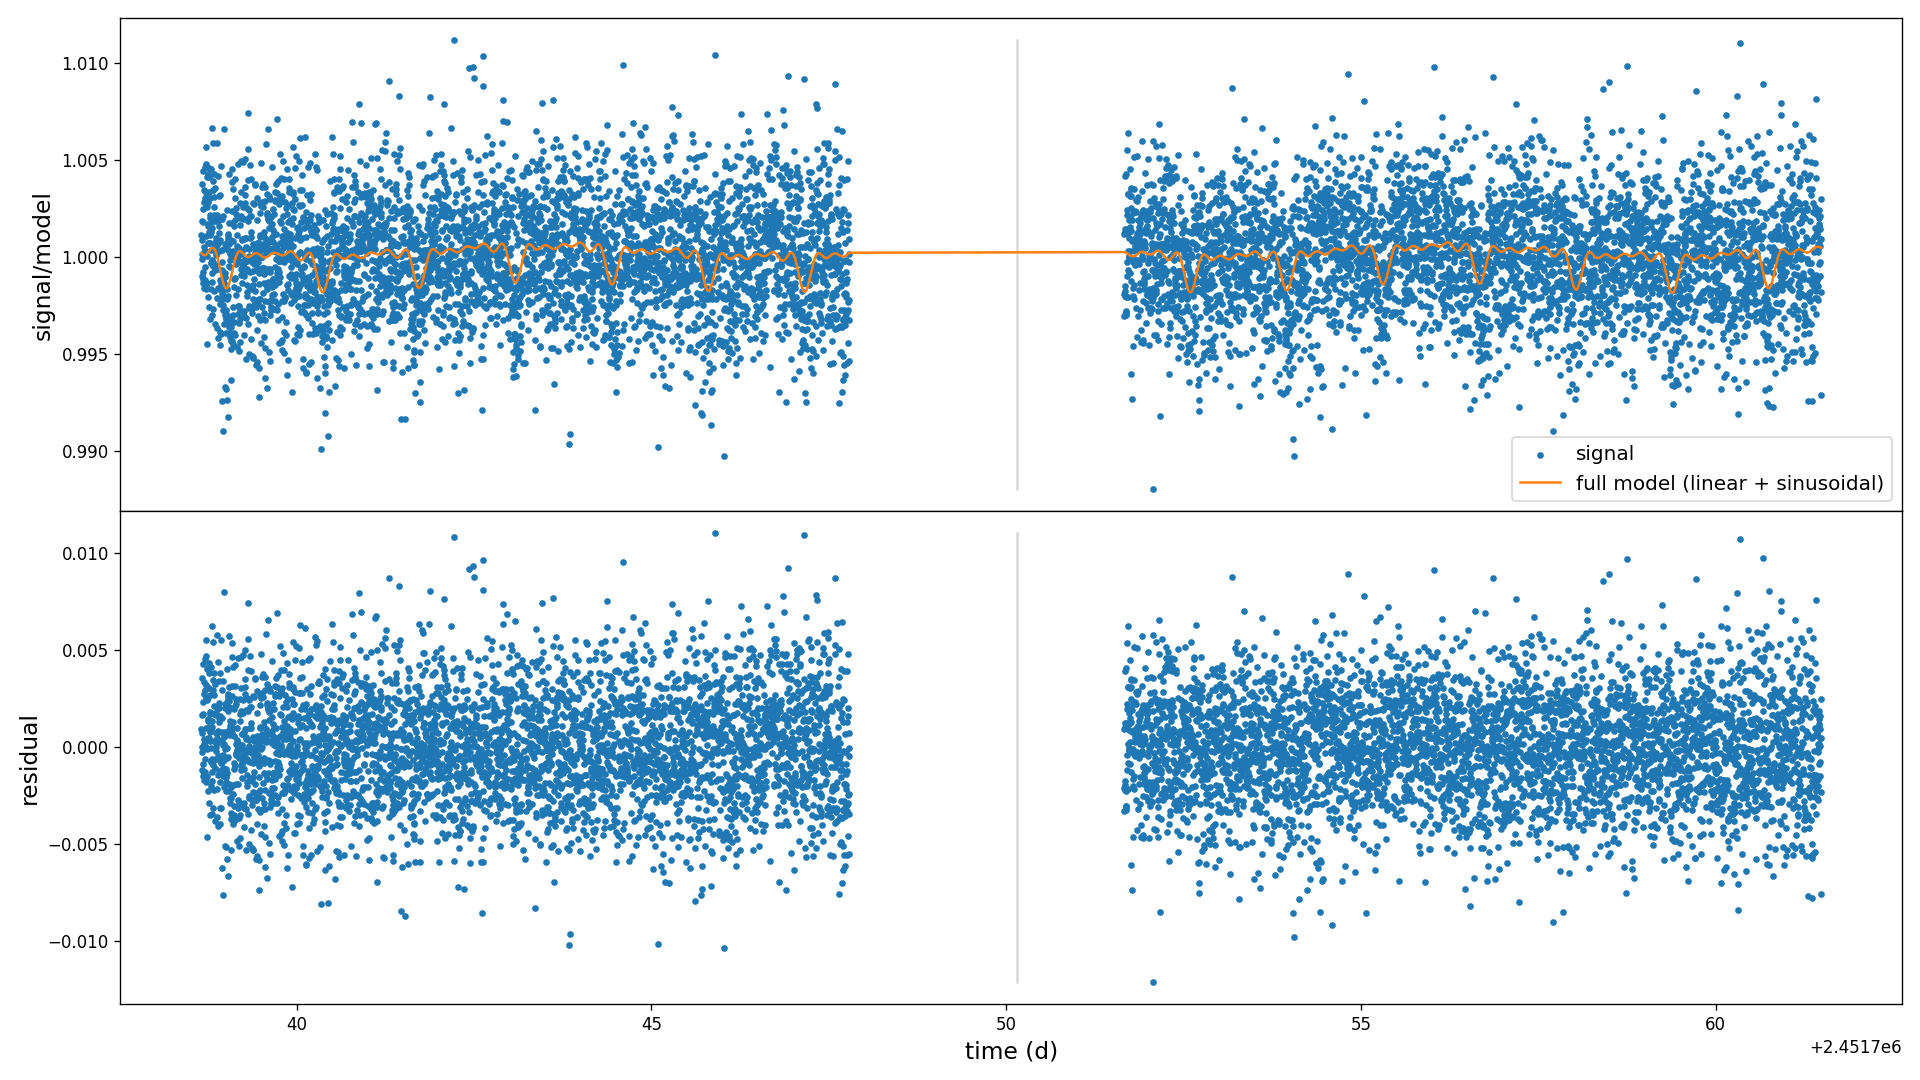 1.010
1.005
1.000
0.995
0.990
signal/model
signal
full model (linear + sinusoidal)
0.010
0.005
0.000
−0.005
−0.010
residual
40
45
50
55
60
time (d)
+2.4517e6